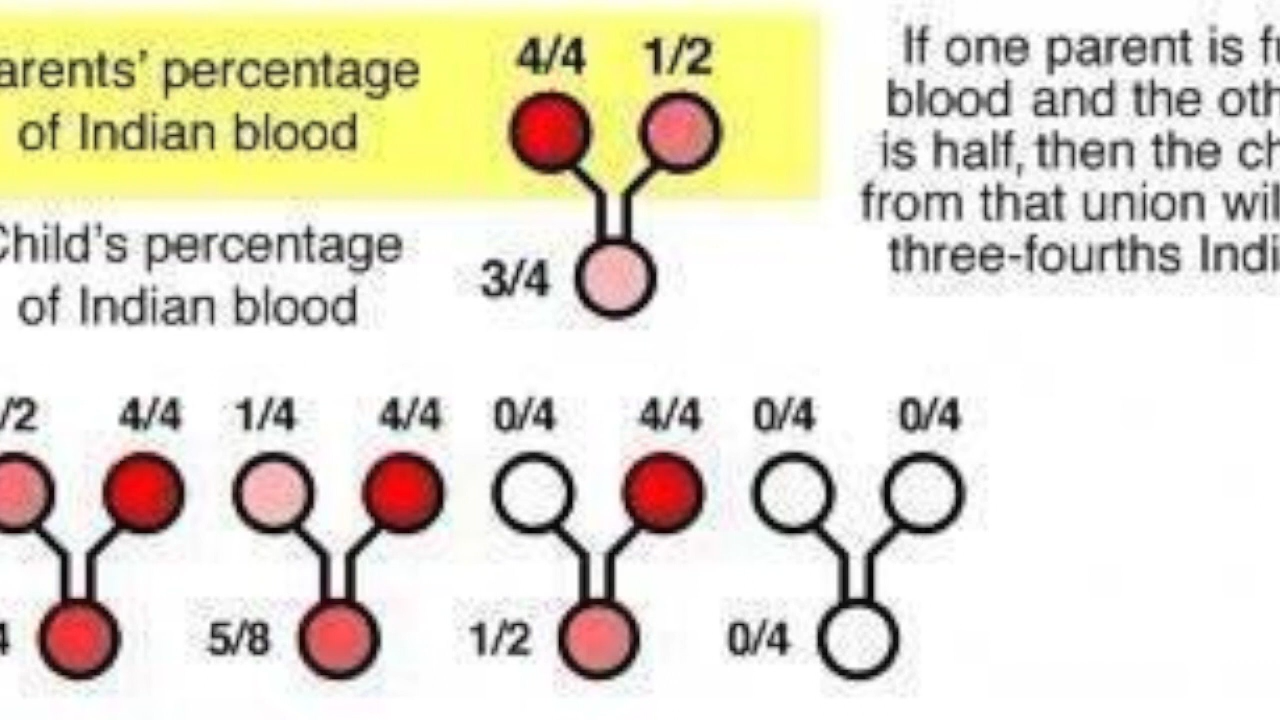 arents' percentage
of Indian blood
4/4 1/2
3/4
Child's percentage
of Indian blood
If one parent is fu
blood and the oth
is half, then the ch
from that union wil
three-fourths Indi
/2 4/4 1/4 4/4 0/4 4/4 0/4 0/4
4 5/8 1/2 0/4